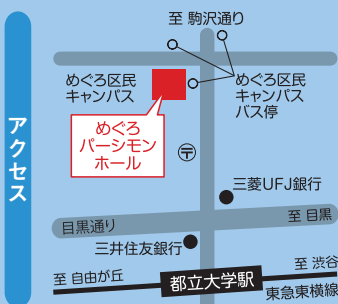 至 駒沢通り
めぐろ区民
キャンパス
めぐろ区民
キャンパス
バス停
めぐろ
パーシモン
ホール
アクセス
〒
三菱UFJ銀行
目黒通り
至 目黒
三井住友銀行
至 自由が丘
都立大学駅
至 渋谷
東急東横線